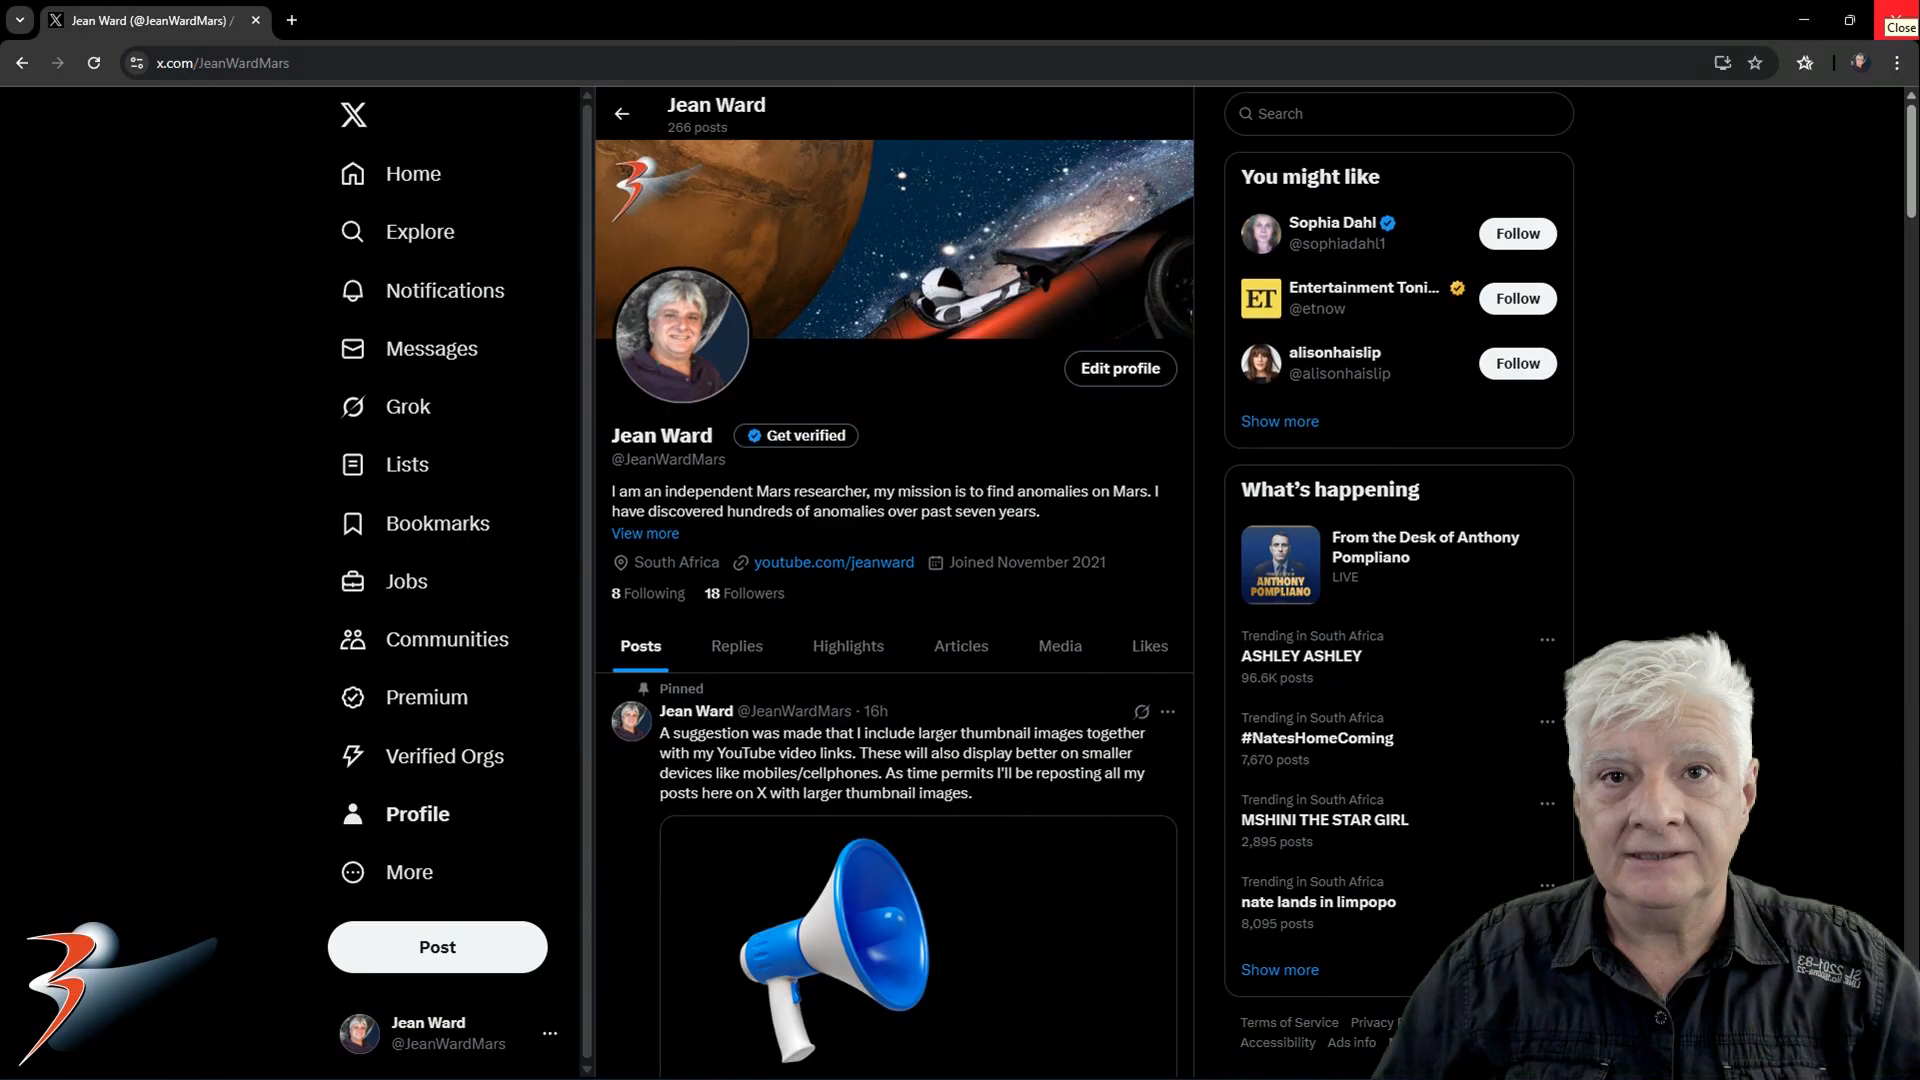 Jean Ward (@JeanWardMars) /
Close
x.com/JeanWardMars
Home
Explore
Notifications
Messages
Grok
Lists
Bookmarks
Jobs
Communities
Premium
Verified Orgs
Profile
More
Post
Jean Ward
@JeanWardMars
Jean Ward
266 posts
Edit profile
Jean Ward
Get verified
@JeanWardMars
I am an independent Mars researcher, my mission is to find anomalies on Mars. I
have discovered hundreds of anomalies over past seven years.
View more
South Africa youtube.com/jeanward Joined November 2021
8 Following 18 Followers
Posts Replies Highlights Articles Media Likes
Pinned
Jean Ward @JeanWardMars · 16h
A suggestion was made that I include larger thumbnail images together
with my YouTube video links. These will also display better on smaller
devices like mobiles/cellphones. As time permits I'll be reposting all my
posts here on X with larger thumbnail images.
Search
You might like
Sophia Dahl
@sophiadahl1
Follow
ET
Entertainment Toni...
@etnow
Follow
alisonhaislip
@alisonhaislip
Follow
Show more
What's happening
ANTHONY
POMPLIANO
From the Desk of Anthony
Pompliano
LIVE
Trending in South Africa
ASHLEY ASHLEY
96.6K posts
Trending in South Africa
#NatesHomeComing
7,670 posts
Trending in South Africa
MSHINI THE STAR GIRL
2,895 posts
Trending in South Africa
nate lands in limpopo
8,095 posts
Show more
Terms of Service Privacy
Accessibility Ads info